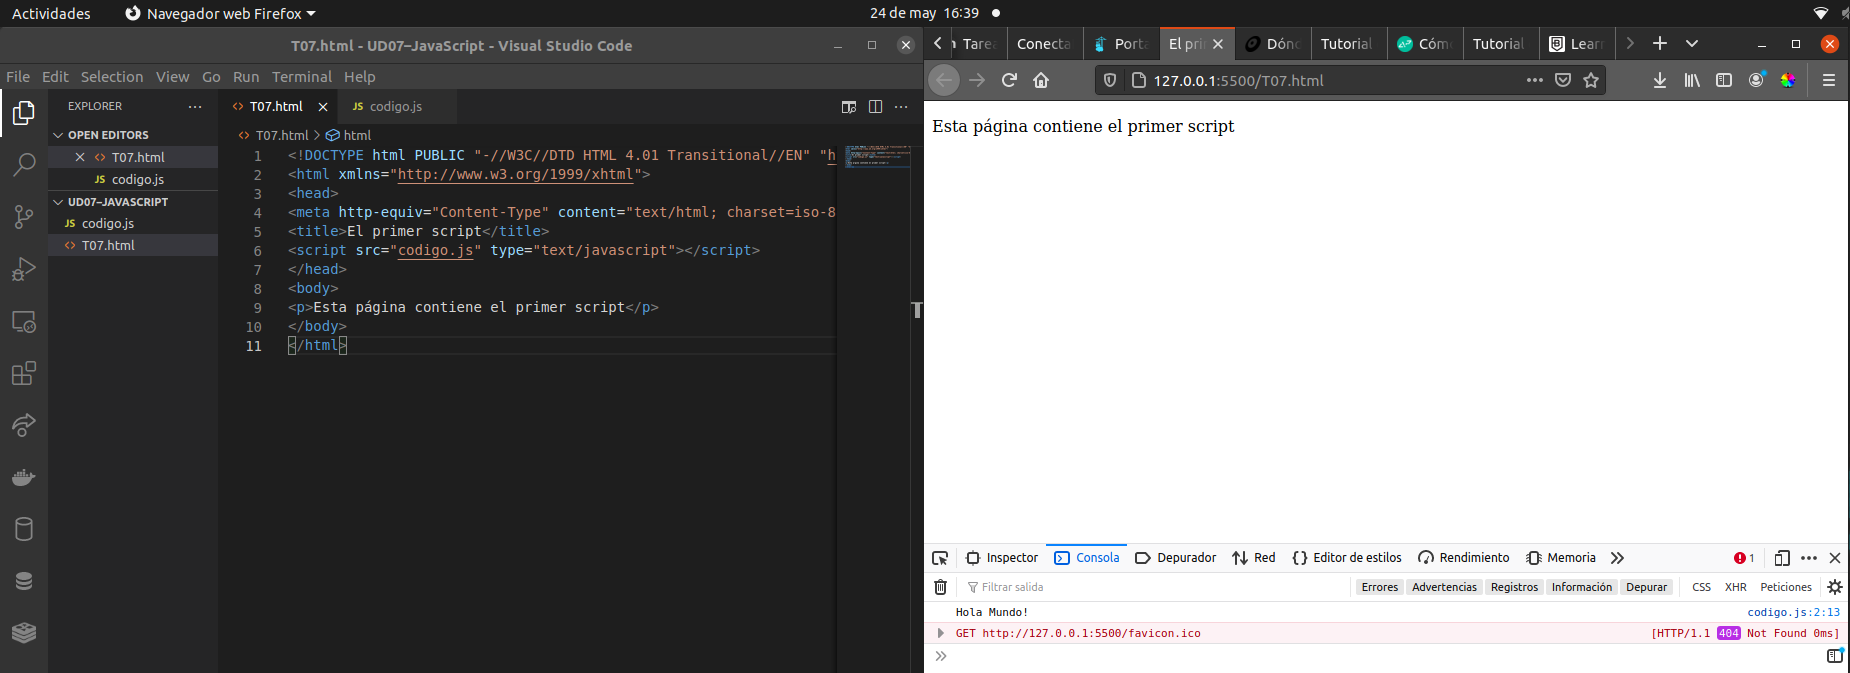 Actividades
Navegador web Firefox
24 de may 16:39
T07.html - UD07–JavaScript - Visual Studio Code
File Edit Selection View Go Run Terminal Help
EXPLORER
OPEN EDITORS
T07.html
JS codigo.js
UD07–JAVASCRIPT
JS codigo.js
T07.html
T07.html
JS codigo.js
T07.html
html
1 <!DOCTYPE html PUBLIC "-//W3C//DTD HTML 4.01 Transitional//EN" "h
2 <html xmlns="http://www.w3.org/1999/xhtml">
3 <head>
4 <meta http-equiv="Content-Type" content="text/html; charset=iso-8
5 <title>El primer script</title>
6 <script src="codigo.js" type="text/javascript"></script>
7 </head>
8 <body>
9 <p>Esta página contiene el primer script</p>
10 </body>
11 </html>
Tarea
Conecta
Porta
El pri
Dónd
Tutorial
Cómo
Tutorial
Learn
127.0.0.1:5500/T07.html
Esta página contiene el primer script
Inspector
Consola
Depurador
Red
Editor de estilos
Rendimiento
Memoria
1
Filtrar salida
Errores
Advertencias
Registros
Información
Depurar
CSS
XHR
Peticiones
Hola Mundo!
codigo.js:2:13
GET http://127.0.0.1:5500/favicon.ico
[HTTP/1.1 404 Not Found 0ms]